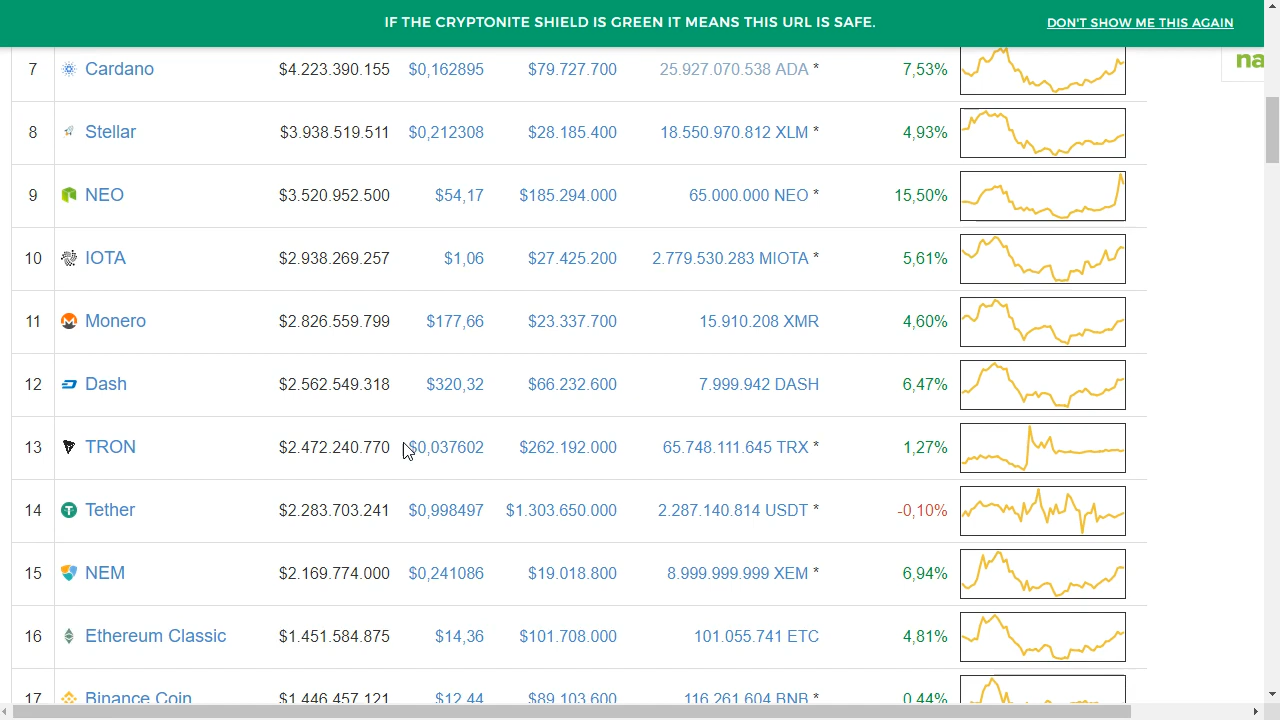 IF THE CRYPTONITE SHIELD IS GREEN IT MEANS THIS URL IS SAFE. DON'T SHOW ME THIS AGAIN
7 Cardano $4.223.390.155 $0,162895 $79.727.700 25.927.070.538 ADA * 7,53%
na
8 Stellar $3.938.519.511 $0,212308 $28.185.400 18.550.970.812 XLM * 4,93%
9 NEO $3.520.952.500 $54,17 $185.294.000 65.000.000 NEO * 15,50%
10 IOTA $2.938.269.257 $1,06 $27.425.200 2.779.530.283 MIOTA * 5,61%
11 Monero $2.826.559.799 $177,66 $23.337.700 15.910.208 XMR 4,60%
12 Dash $2.562.549.318 $320,32 $66.232.600 7.999.942 DASH 6,47%
13 TRON $2.472.240.770 $0,037602 $262.192.000 65.748.111.645 TRX * 1,27%
14 Tether $2.283.703.241 $0,998497 $1.303.650.000 2.287.140.814 USDT * -0,10%
15 NEM $2.169.774.000 $0,241086 $19.018.800 8.999.999.999 XEM * 6,94%
16 Ethereum Classic $1.451.584.875 $14,36 $101.708.000 101.055.741 ETC 4,81%
17 Binance Coin $1.446.457.121 $12,44 $89.103.600 116.261.604 BNB * 0,44%